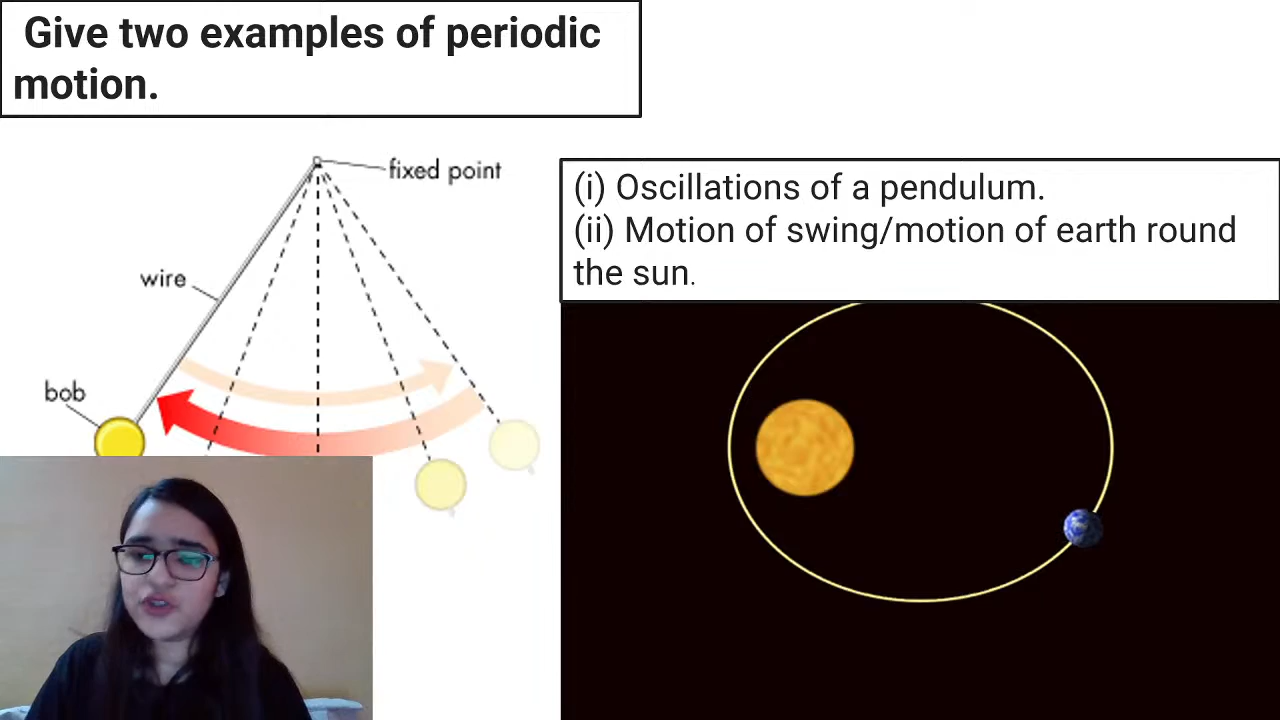 Give two examples of periodic
motion.
fixed point
(i) Oscillations of a pendulum.
(ii) Motion of swing/motion of earth round
the sun.
wire
bob